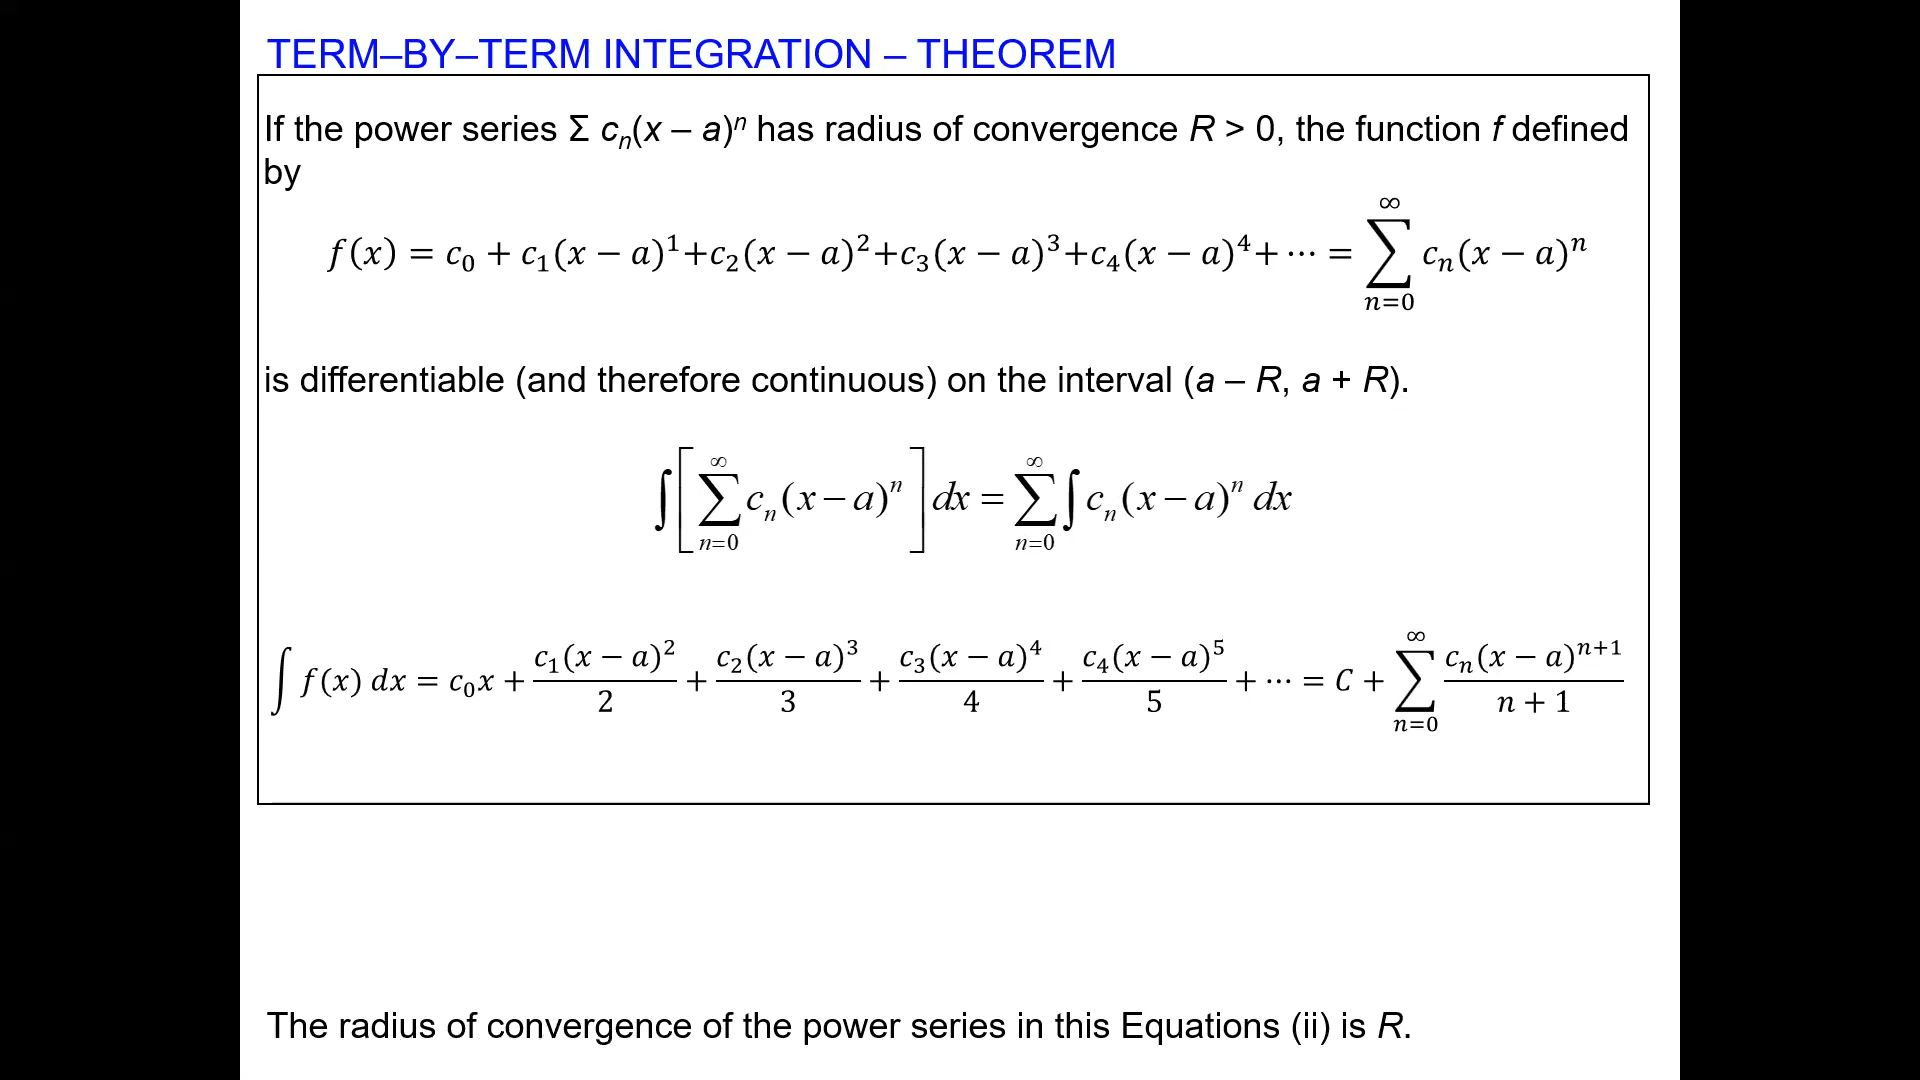 TERM–BY–TERM INTEGRATION – THEOREM
If the power series Σ cₙ(x – a)ⁿ has radius of convergence R > 0, the function f defined
by
f(x) = c₀ + c₁(x − a)¹+c₂(x − a)²+c₃(x − a)³+c₄(x − a)⁴+ ⋯ = ∑_{n=0}^{∞} cₙ(x − a)ⁿ
is differentiable (and therefore continuous) on the interval (a – R, a + R).
∫[∑_{n=0}^{∞} cₙ(x−a)ⁿ]dx = ∑_{n=0}^{∞} ∫cₙ(x−a)ⁿ dx
∫f(x) dx = c₀x + c₁(x − a)²/2 + c₂(x − a)³/3 + c₃(x − a)⁴/4 + c₄(x − a)⁵/5 + ⋯ = C + ∑_{n=0}^{∞} cₙ(x − a)ⁿ⁺¹/(n + 1)
The radius of convergence of the power series in this Equations (ii) is R.